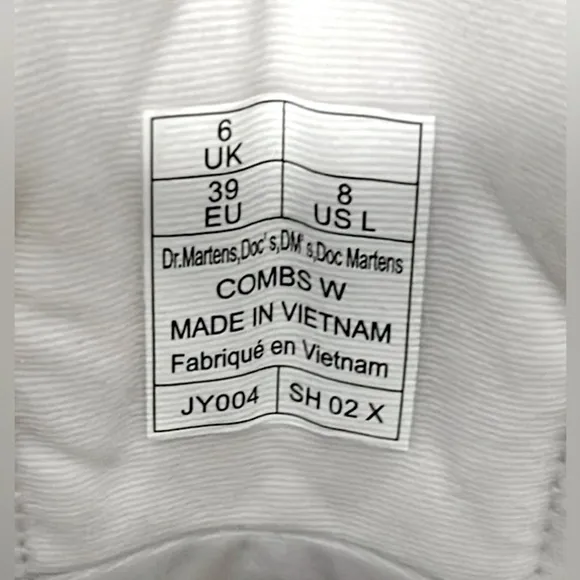 6
UK
39
EU
8
US L
Dr.Martens,Doc's,DM's,Doc Martens
COMBS W
MADE IN VIETNAM
Fabriqué en Vietnam
JY004
SH 02 X